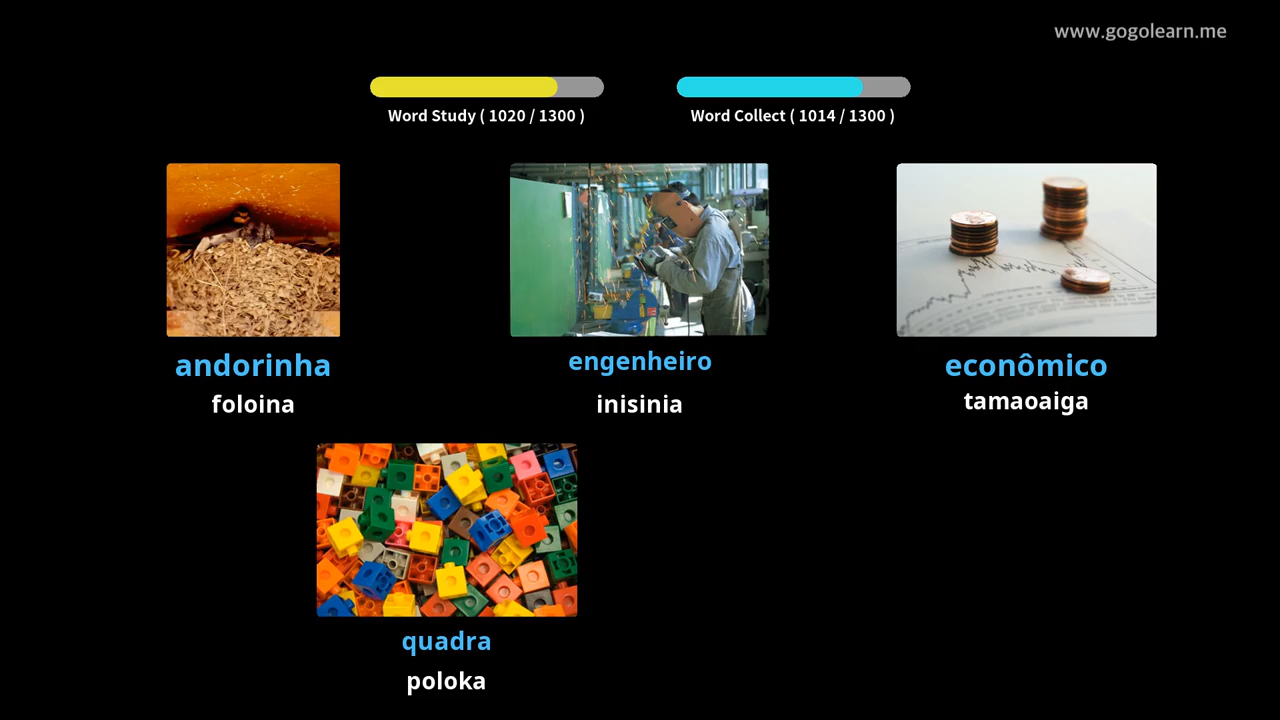 www.gogolearn.me
Word Study ( 1020 / 1300 )
Word Collect ( 1014 / 1300 )
andorinha
foloina
engenheiro
inisinia
econômico
tamaoaiga
quadra
poloka